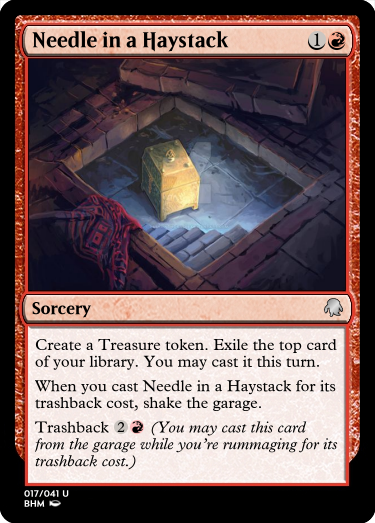 Needle in a Haystack 1
Sorcery
Create a Treasure token. Exile the top card
of your library. You may cast it this turn.
When you cast Needle in a Haystack for its
trashback cost, shake the garage.
Trashback 2 (You may cast this card
from the garage while you're rummaging for its
trashback cost.)
017/041 U
BHM